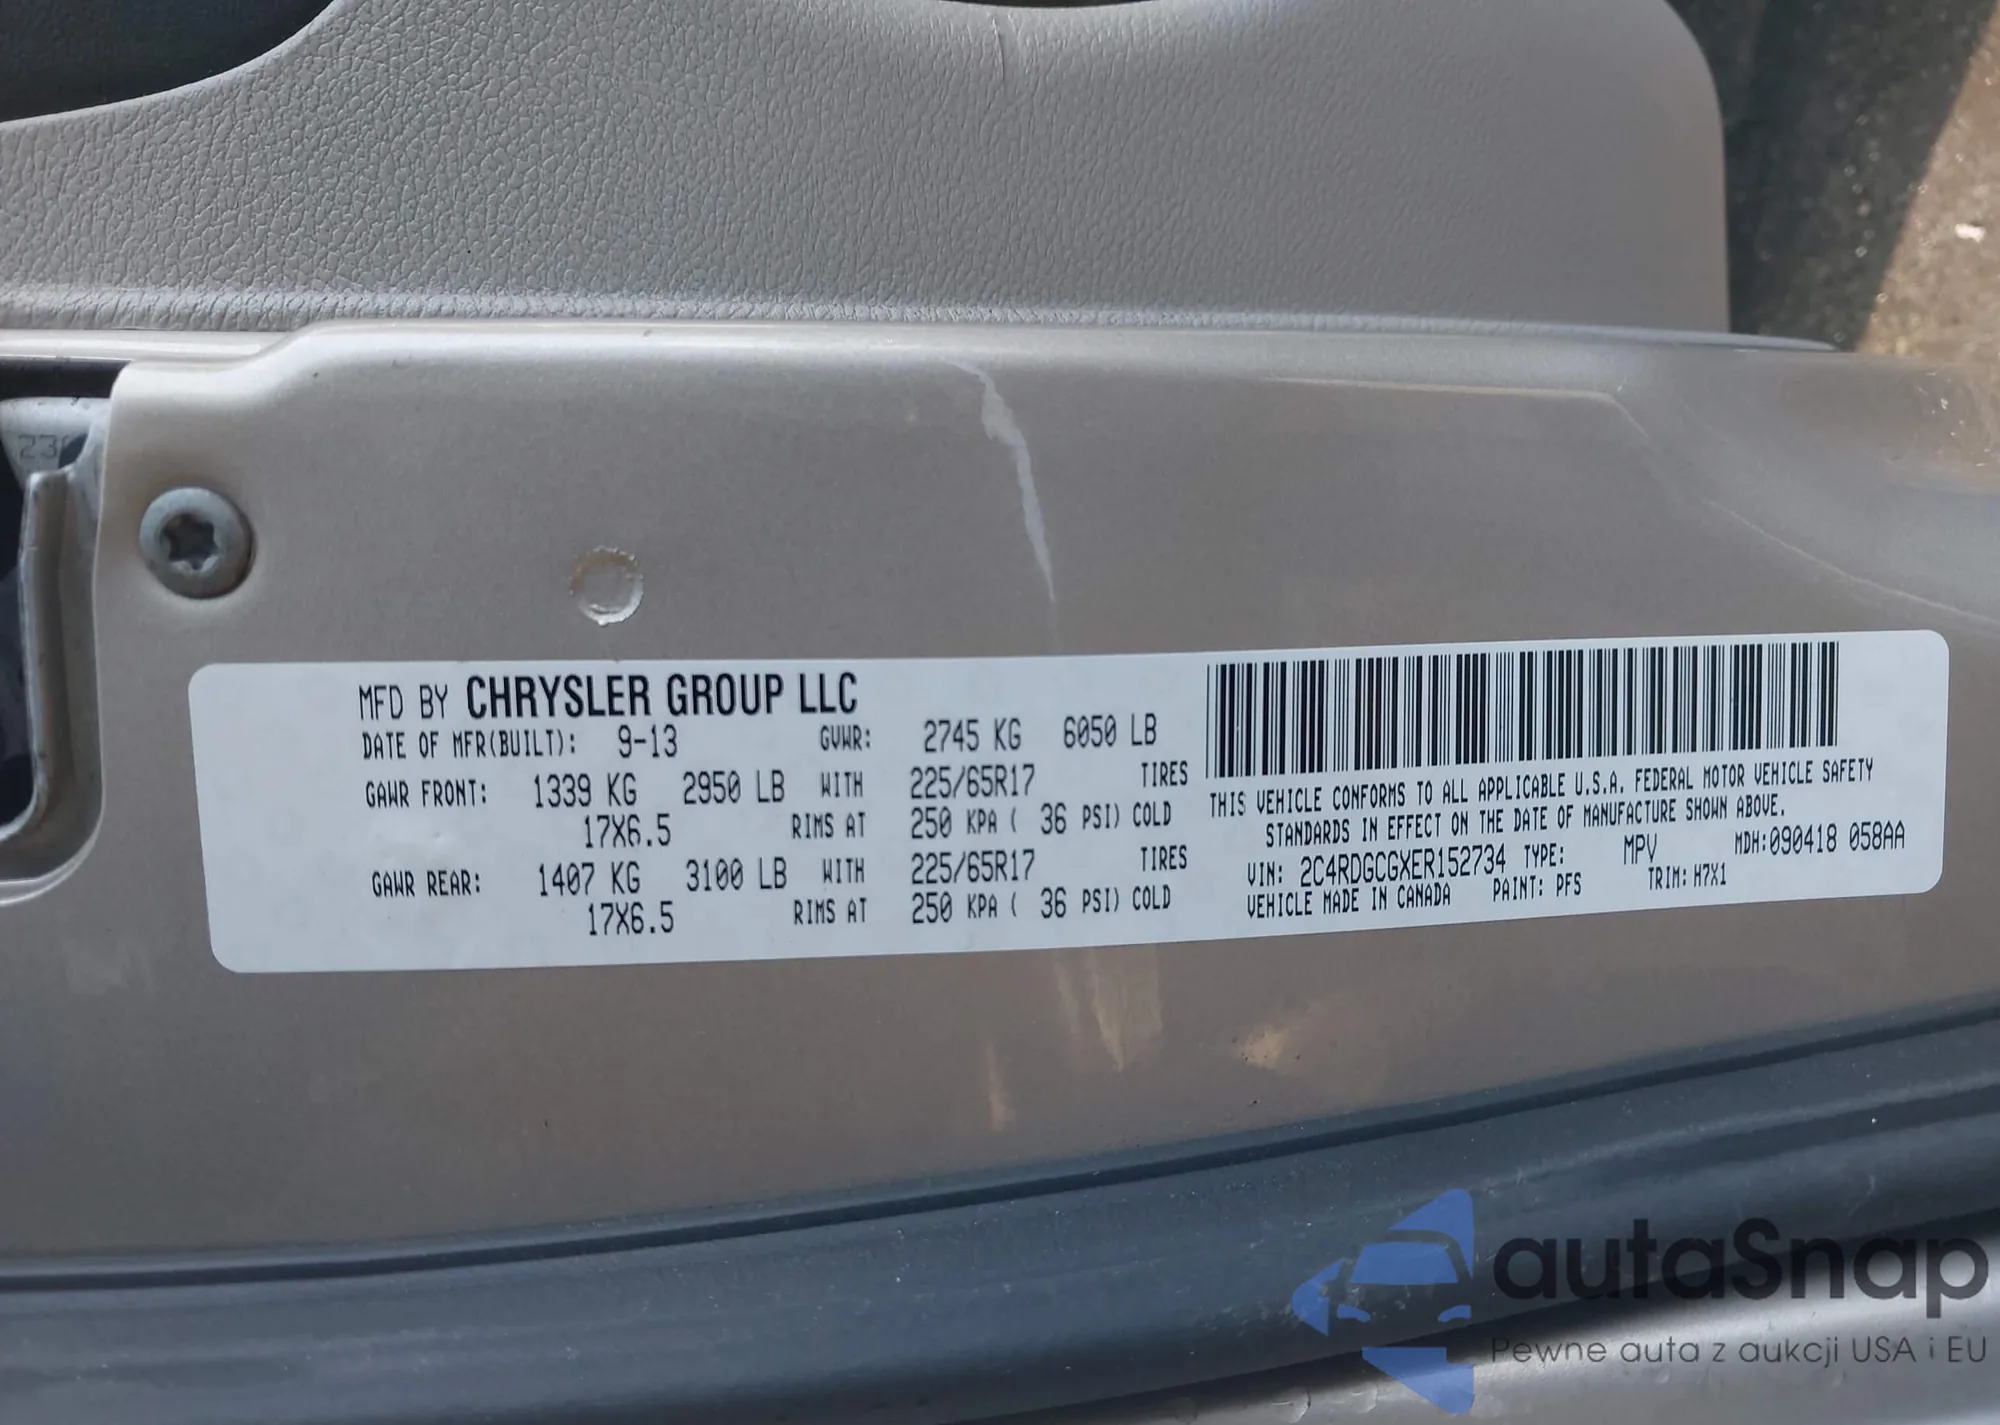 23
MFD BY CHRYSLER GROUP LLC
DATE OF MFR(BUILT): 9-13 GVWR: 2745 KG 6050 LB
GAWR FRONT: 1339 KG 2950 LB WITH 225/65R17 TIRES
17X6.5 RIMS AT 250 KPA ( 36 PSI) COLD
GAWR REAR: 1407 KG 3100 LB WITH 225/65R17 TIRES
17X6.5 RIMS AT 250 KPA ( 36 PSI) COLD
THIS VEHICLE CONFORMS TO ALL APPLICABLE U.S.A. FEDERAL MOTOR VEHICLE SAFETY
STANDARDS IN EFFECT ON THE DATE OF MANUFACTURE SHOWN ABOVE.
VIN: 2C4RDGCGXER152734 TYPE: MPV MDH:090418 058AA
VEHICLE MADE IN CANADA PAINT: PFS TRIM: H7X1
autaSnap
Pewne auta z aukcji USA i EU